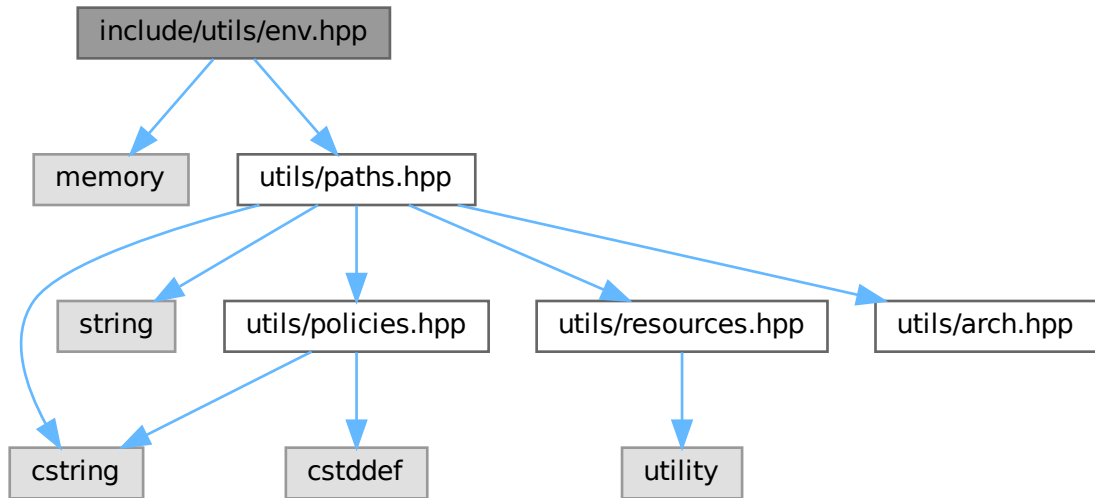 include/utils/env.hpp
memory
utils/paths.hpp
string
utils/policies.hpp
utils/resources.hpp
utils/arch.hpp
cstring
cstddef
utility